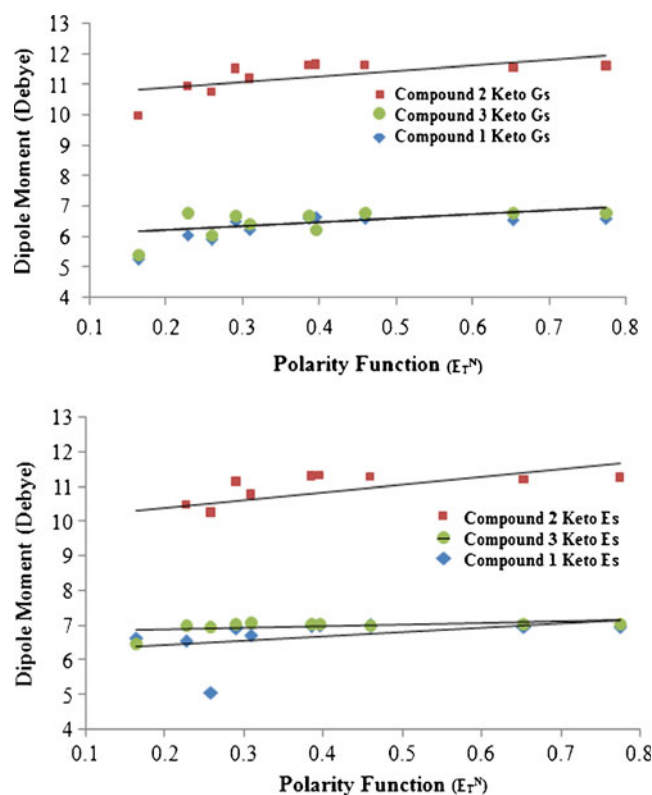 13
12
11
10
9
8
7
6
5
4
Dipole Moment (Debye)
Compound 2 Keto Gs
Compound 3 Keto Gs
Compound 1 Keto Gs
0.1 0.2 0.3 0.4 0.5 0.6 0.7 0.8
Polarity Function (E_T^N)
13
12
11
10
9
8
7
6
5
4
Dipole Moment (Debye)
Compound 2 Keto Es
Compound 3 Keto Es
Compound 1 Keto Es
0.1 0.2 0.3 0.4 0.5 0.6 0.7 0.8
Polarity Function (E_T^N)